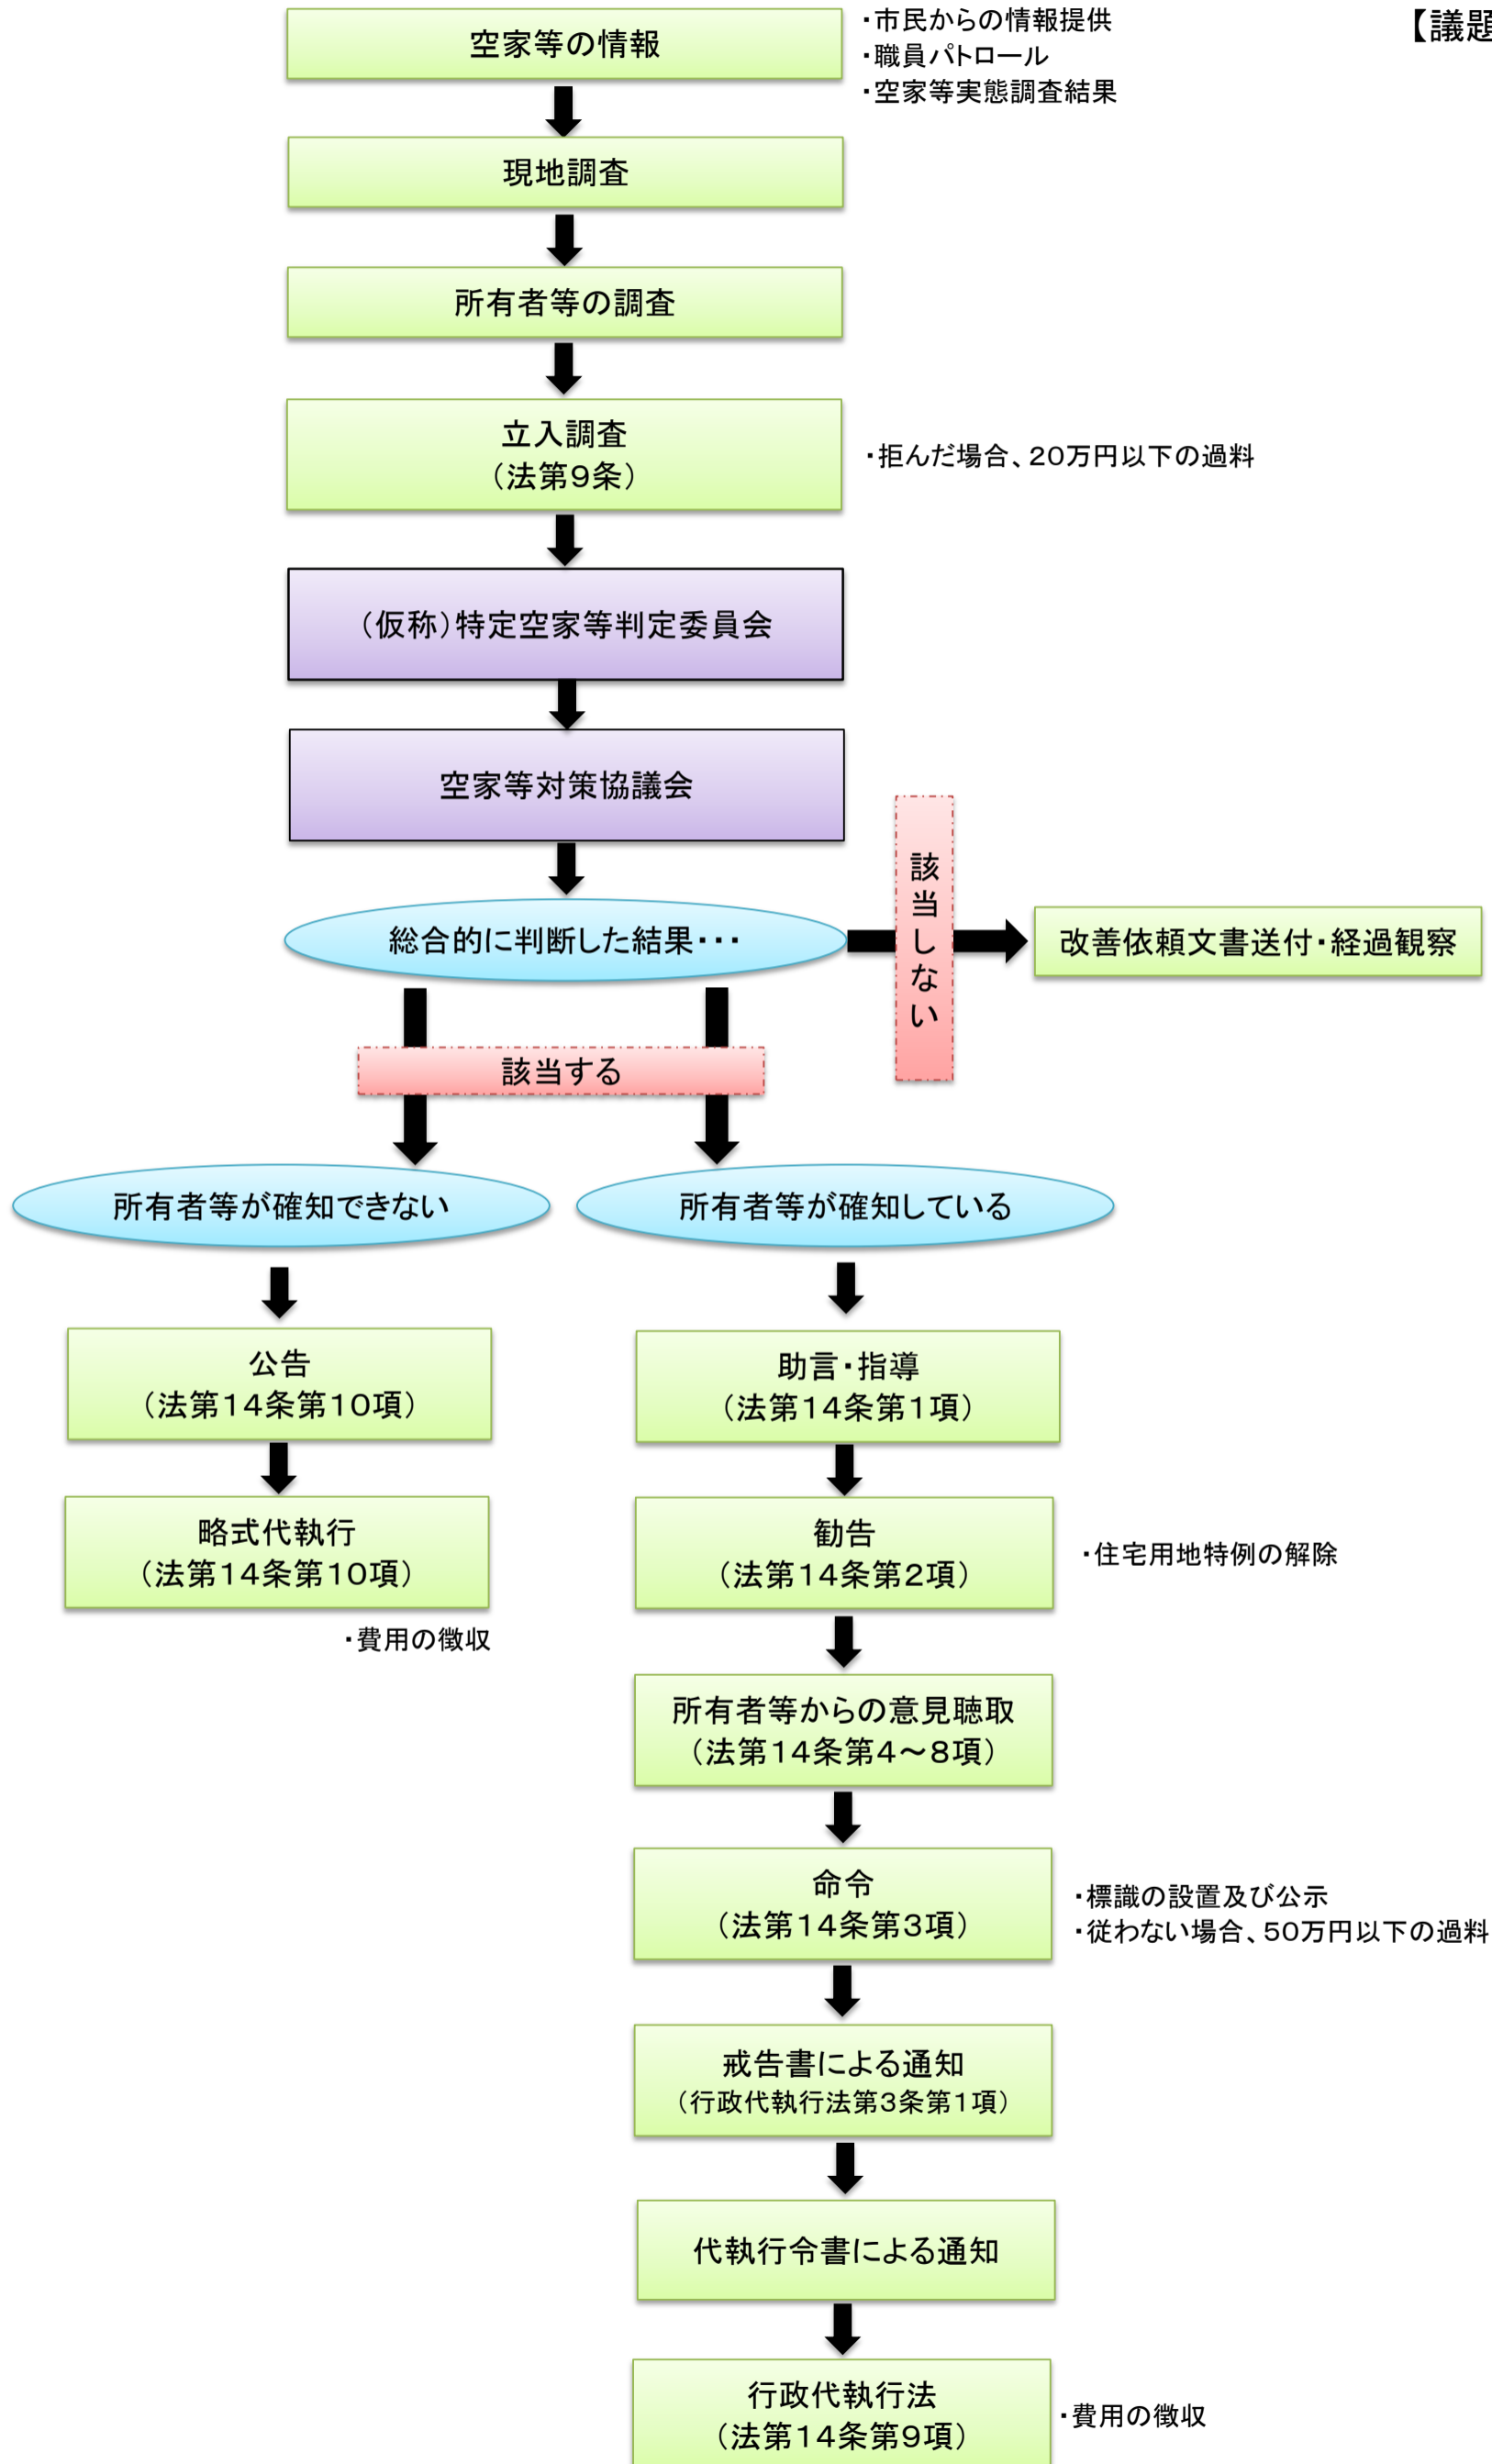 【議題
空家等の情報
・市民からの情報提供
・職員パトロール
・空家等実態調査結果
現地調査
所有者等の調査
立入調査
（法第９条）
・拒んだ場合、２０万円以下の過料
（仮称）特定空家等判定委員会
空家等対策協議会
総合的に判断した結果・・・
該当しない
改善依頼文書送付・経過観察
該当する
所有者等が確知できない
所有者等が確知している
公告
（法第１４条第１０項）
助言・指導
（法第１４条第１項）
略式代執行
（法第１４条第１０項）
・費用の徴収
勧告
（法第１４条第２項）
・住宅用地特例の解除
所有者等からの意見聴取
（法第１４条第４～８項）
命令
（法第１４条第３項）
・標識の設置及び公示
・従わない場合、５０万円以下の過料
戒告書による通知
（行政代執行法第３条第１項）
代執行令書による通知
行政代執行法
（法第１４条第９項）
・費用の徴収